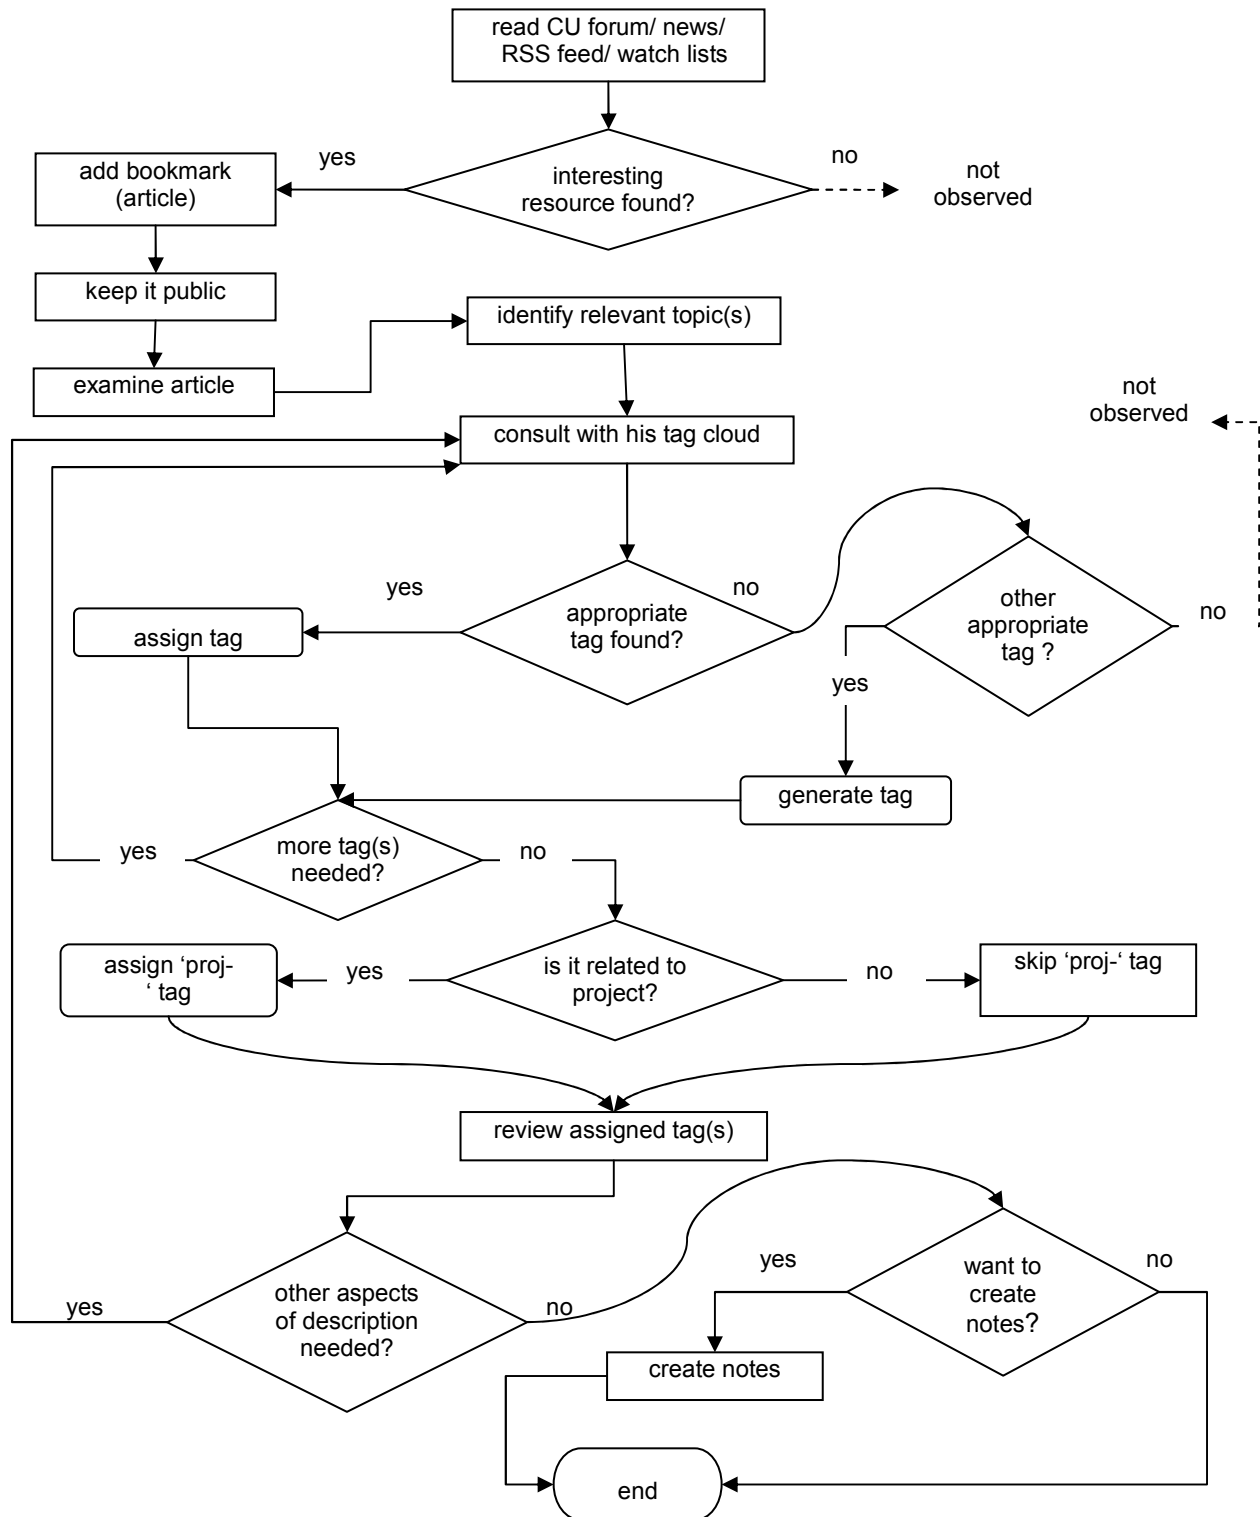 read CU forum/ news/
RSS feed/ watch lists
yes
no
add bookmark
(article)
interesting
resource found?
not
observed
keep it public
identify relevant topic(s)
examine article
not
observed
consult with his tag cloud
yes
no
assign tag
appropriate
tag found?
other
appropriate
tag ?
no
yes
generate tag
yes
more tag(s)
needed?
no
assign ‘proj-
‘ tag
yes
is it related to
project?
no
skip ‘proj-‘ tag
review assigned tag(s)
yes
other aspects
of description
needed?
no
yes
want to
create
notes?
no
create notes
end